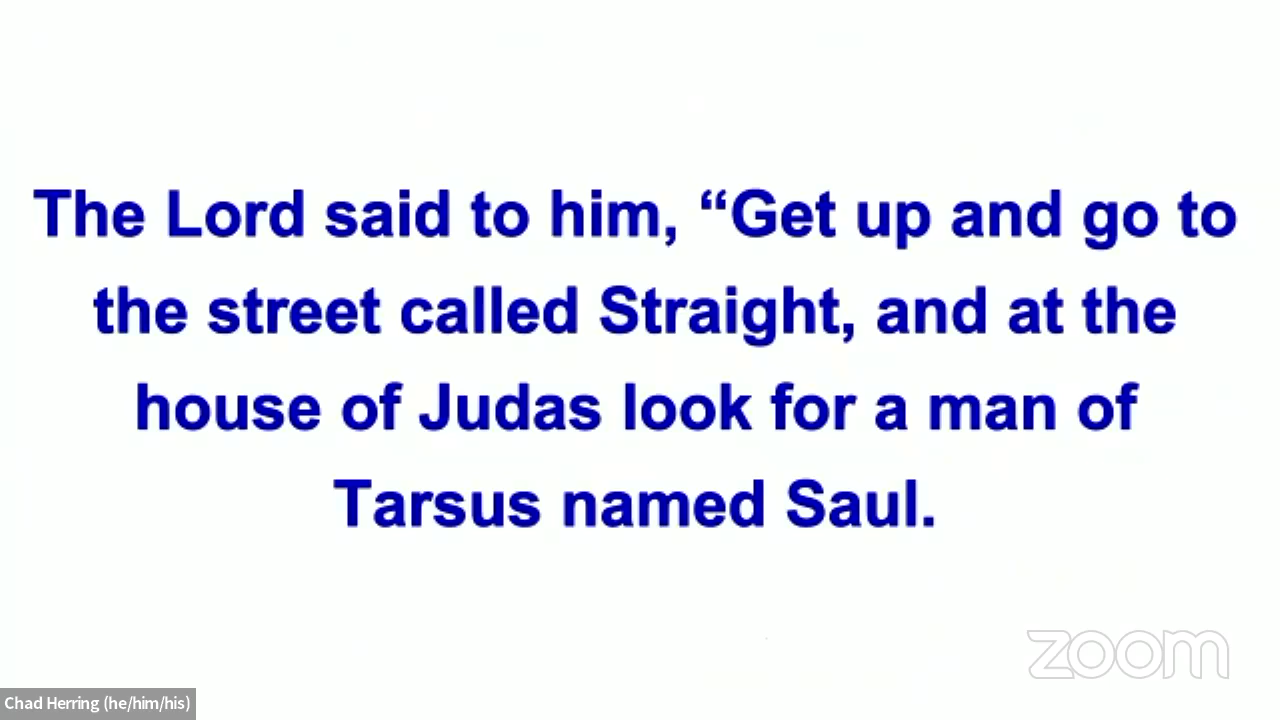 The Lord said to him, “Get up and go to
the street called Straight, and at the
house of Judas look for a man of
Tarsus named Saul.
zoom
Chad Herring (he/him/his)